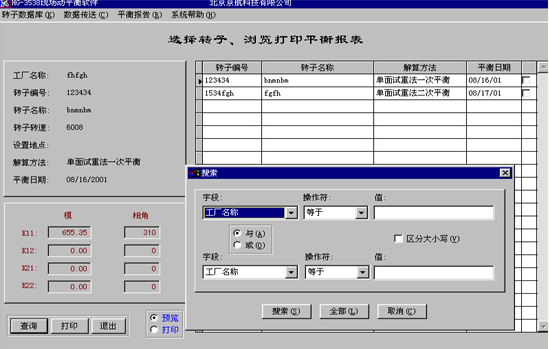 HG-3538现场动平衡软件 北京京航科技有限公司
转子数据库(K) 数据传送(C) 平衡报告(R) 系统帮助(H)
选择转子、浏览打印平衡报表
工厂名称: fhfgh
转子编号: 123434
转子名称: bnmnbm
转子转速: 6008
设置地点:
解算方法: 单面试重法一次平衡
平衡日期: 08/16/2001
转子编号 转子名称 解算方法 平衡日期
123434 bnmnbm 单面试重法一次平衡 08/16/01
1534fgh fgfh 单面试重法二次平衡 08/17/01
模 相角
K11: 655.35 310
K12: 0.00 0
K21: 0.00 0
K22: 0.00 0
查询 打印 退出
预览
打印
搜索
字段: 操作符: 值:
工厂名称 等于
与(A)
或(O)
区分大小写(V)
字段: 操作符: 值:
工厂名称 等于
搜索(S) 全部(L) 取消(C)